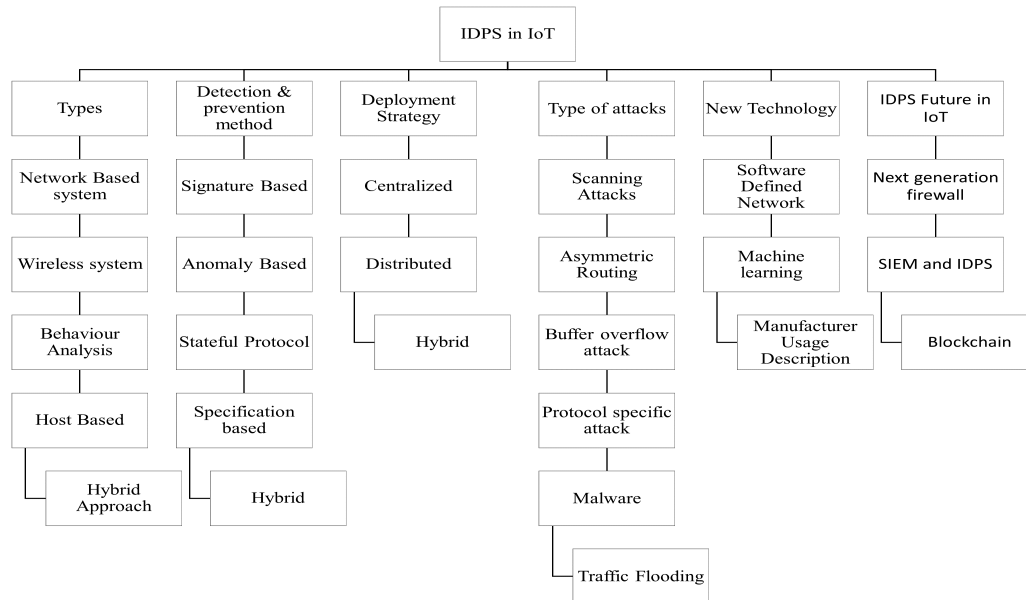 IDPS in IoT
Types
Detection &
prevention
method
Deployment
Strategy
Type of attacks
New Technology
IDPS Future in
IoT
Network Based
system
Signature Based
Centralized
Scanning
Attacks
Software
Defined
Network
Next generation
firewall
Wireless system
Anomaly Based
Distributed
Asymmetric
Routing
Machine
learning
SIEM and IDPS
Behaviour
Analysis
Stateful Protocol
Hybrid
Buffer overflow
attack
Manufacturer
Usage
Description
Blockchain
Host Based
Specification
based
Protocol specific
attack
Hybrid
Approach
Hybrid
Malware
Traffic Flooding